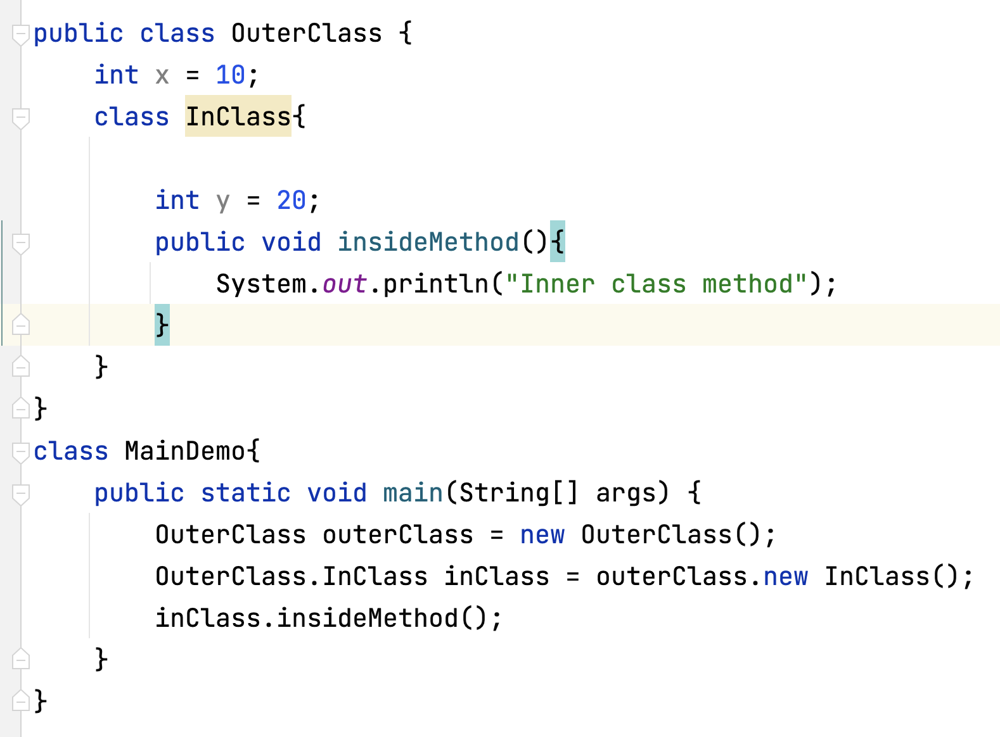 public class OuterClass {
    int x = 10;
    class InClass{

        int y = 20;
        public void insideMethod(){
            System.out.println("Inner class method");
        }
    }
}
class MainDemo{
    public static void main(String[] args) {
        OuterClass outerClass = new OuterClass();
        OuterClass.InClass inClass = outerClass.new InClass();
        inClass.insideMethod();
    }
}